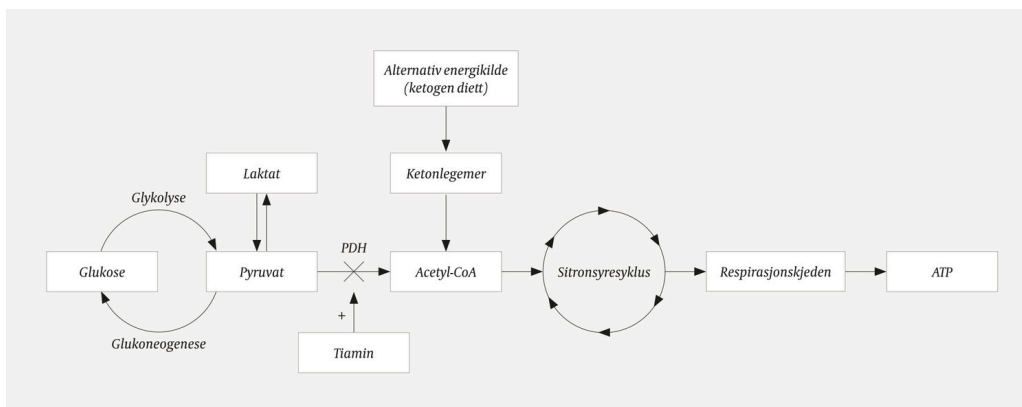 Alternativ energikilde
(ketogen diett)
Laktat
Ketonlegemer
Glykolyse
PDH
Glukose
Pyruvat
Acetyl-CoA
Sitronsyresyklus
Respirasjonskjeden
ATP
+
Glukoneogenese
Tiamin